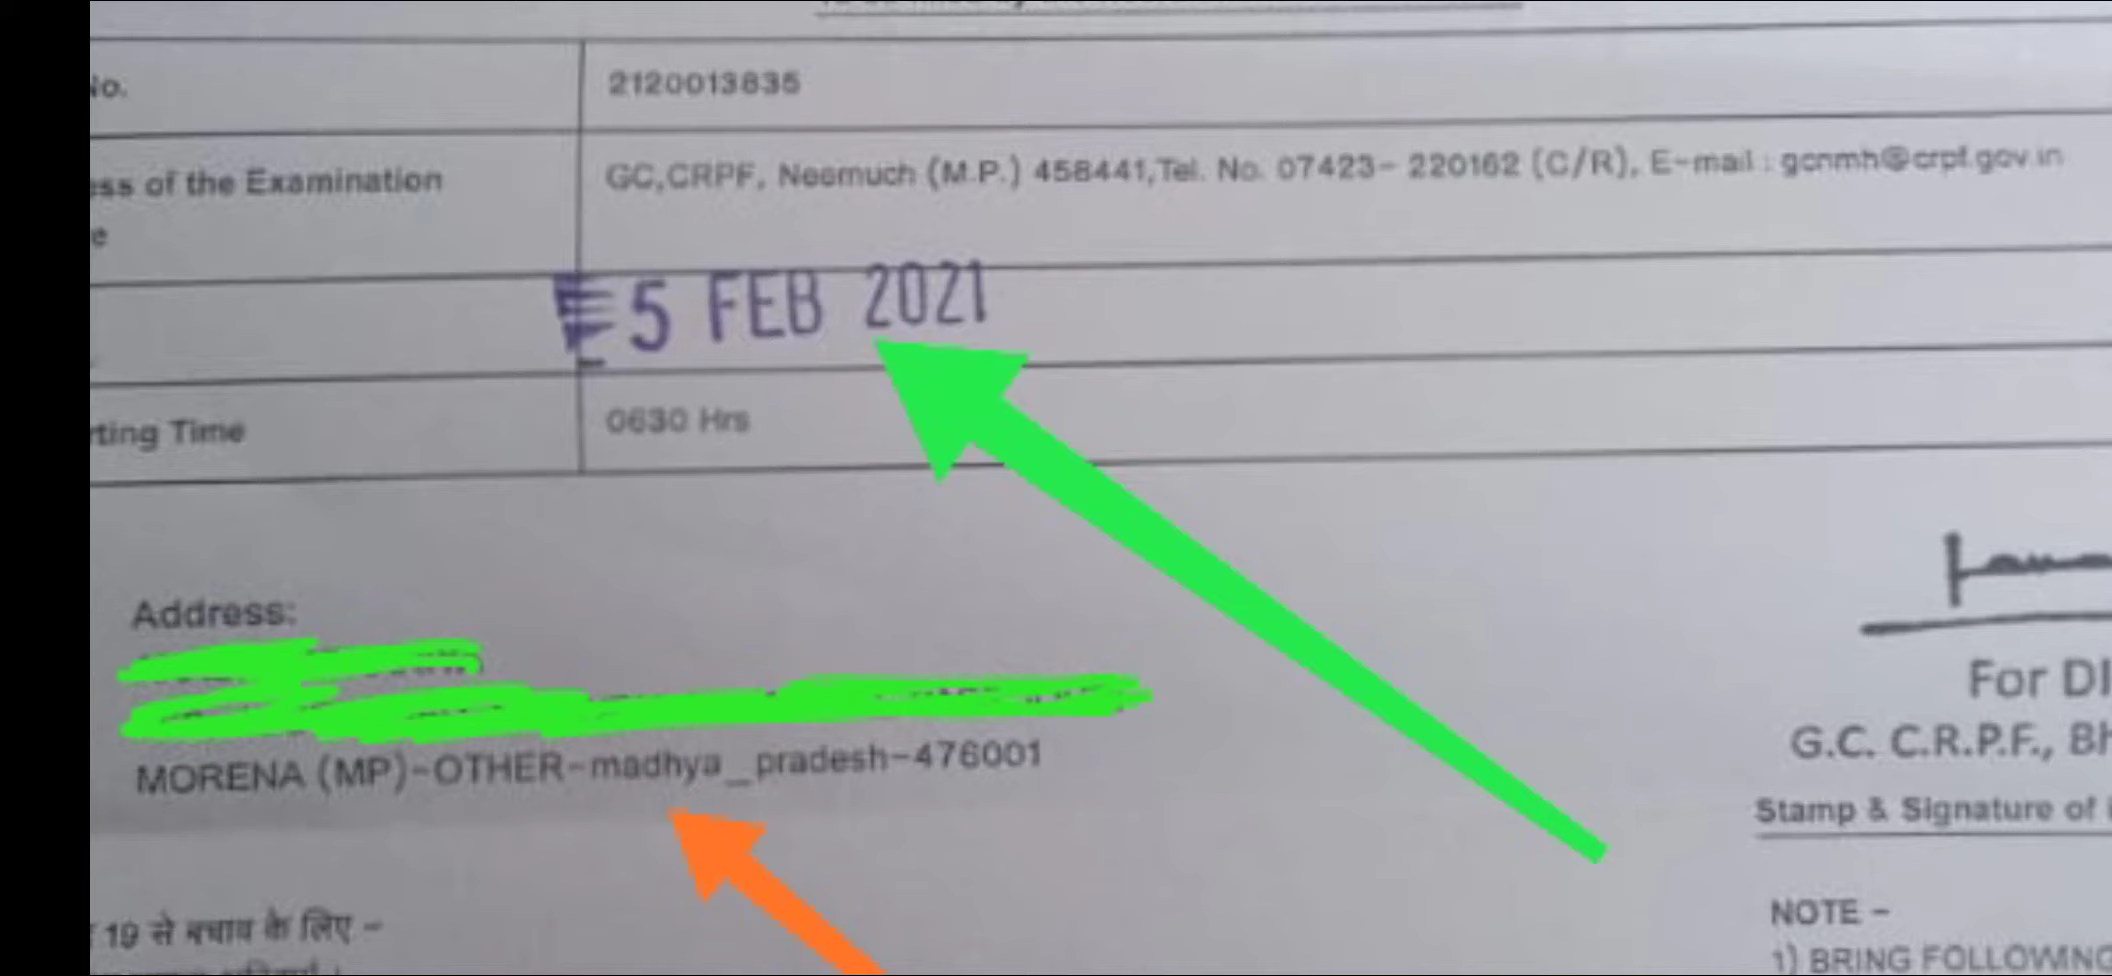 No.
2120013835
ess of the Examination
GC,CRPF, Neemuch (M.P.) 458441,Tel. No. 07423- 220162 (C/R), E-mail : gcnmh@crpf.gov.in
e
5 FEB 2021
rting Time
0630 Hrs
Address:
For DI
MORENA (MP)-OTHER-madhya_pradesh-476001
G.C. C.R.P.F., Bh
Stamp & Signature of
19 से बचाव के लिए -
NOTE -
1) BRING FOLLOWING